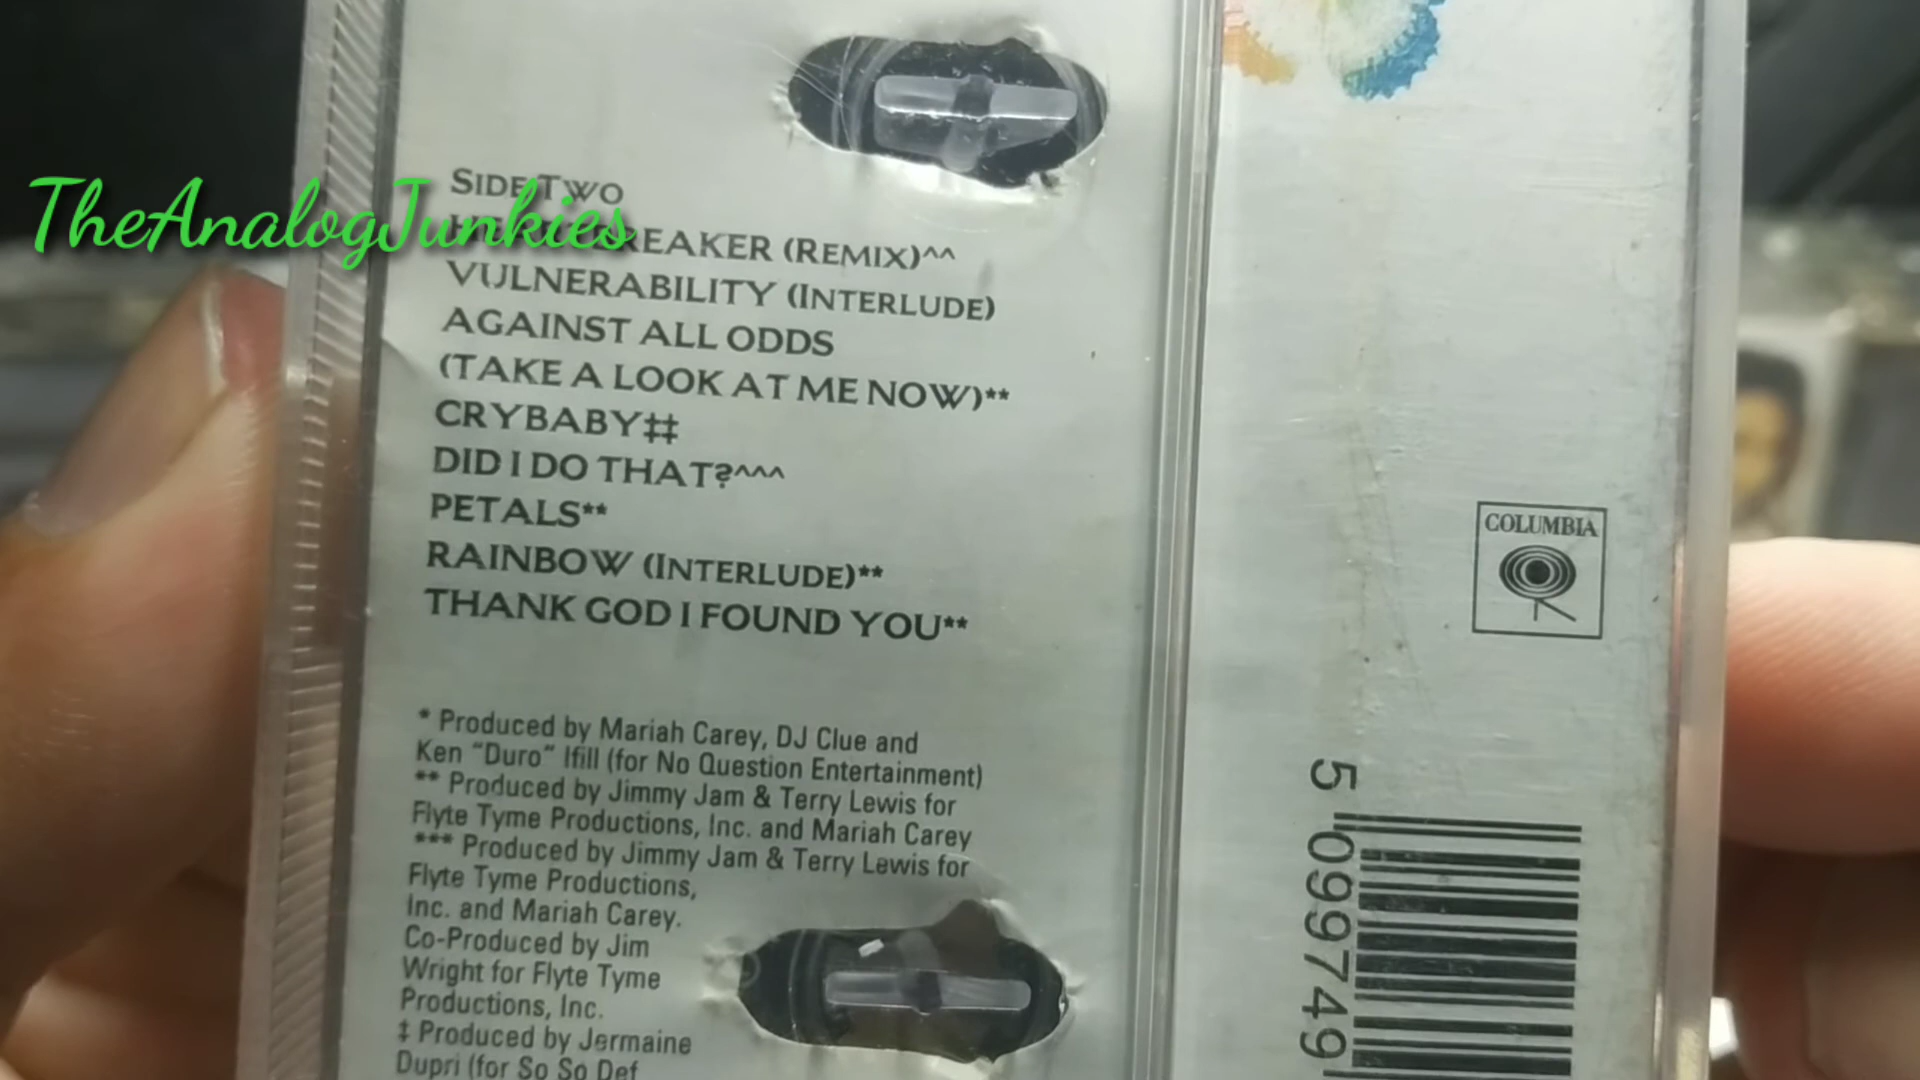 TheAnalogJunkies
SIDE TWO
REAKER (REMIX)^^
VULNERABILITY (INTERLUDE)
AGAINST ALL ODDS
(TAKE A LOOK AT ME NOW)**
CRYBABY‡‡
DID I DO THAT?^^^
PETALS**
RAINBOW (INTERLUDE)**
THANK GOD I FOUND YOU**
* Produced by Mariah Carey, DJ Clue and
Ken "Duro" Ifill (for No Question Entertainment)
** Produced by Jimmy Jam & Terry Lewis for
Flyte Tyme Productions, Inc. and Mariah Carey
*** Produced by Jimmy Jam & Terry Lewis for
Flyte Tyme Productions,
Inc. and Mariah Carey.
Co-Produced by Jim
Wright for Flyte Tyme
Productions, Inc.
‡ Produced by Jermaine
Dupri (for So So Def
COLUMBIA
5 099749